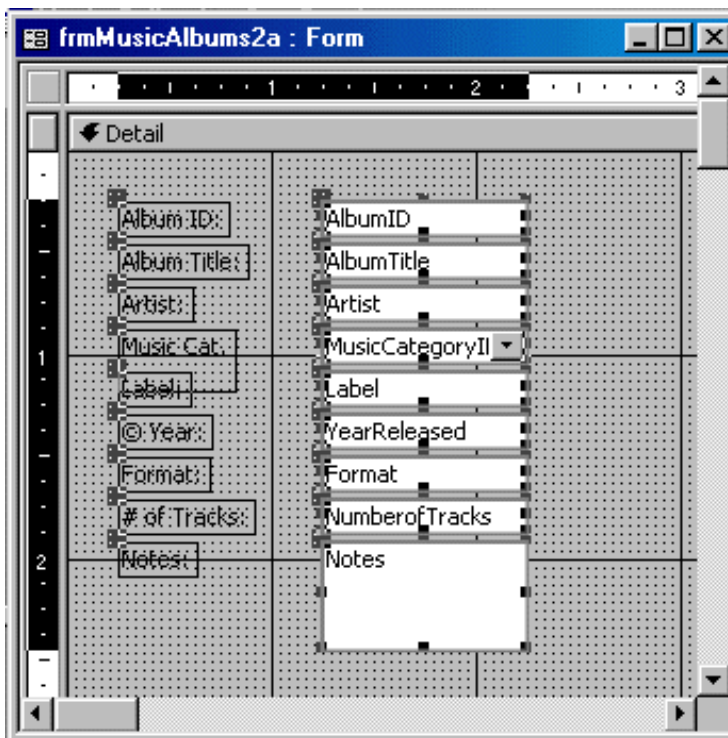 frmMusicAlbums2a : Form
1 2 3
Detail
Album ID: AlbumID
Album Title: AlbumTitle
Artist: Artist
Music Cat. MusicCategoryI
1
Label: Label
© Year: YearReleased
Format: Format
# of Tracks: NumberofTracks
2
Notes: Notes